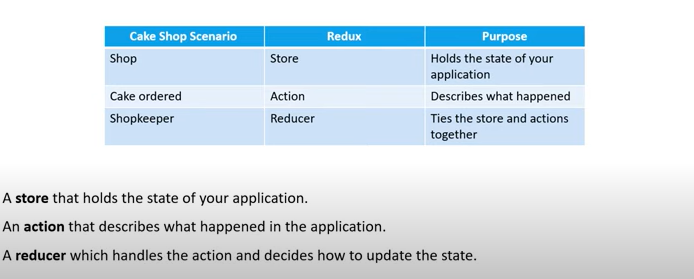 Cake Shop Scenario Redux Purpose
Shop Store Holds the state of your
application
Cake ordered Action Describes what happened
Shopkeeper Reducer Ties the store and actions
together
A store that holds the state of your application.
An action that describes what happened in the application.
A reducer which handles the action and decides how to update the state.